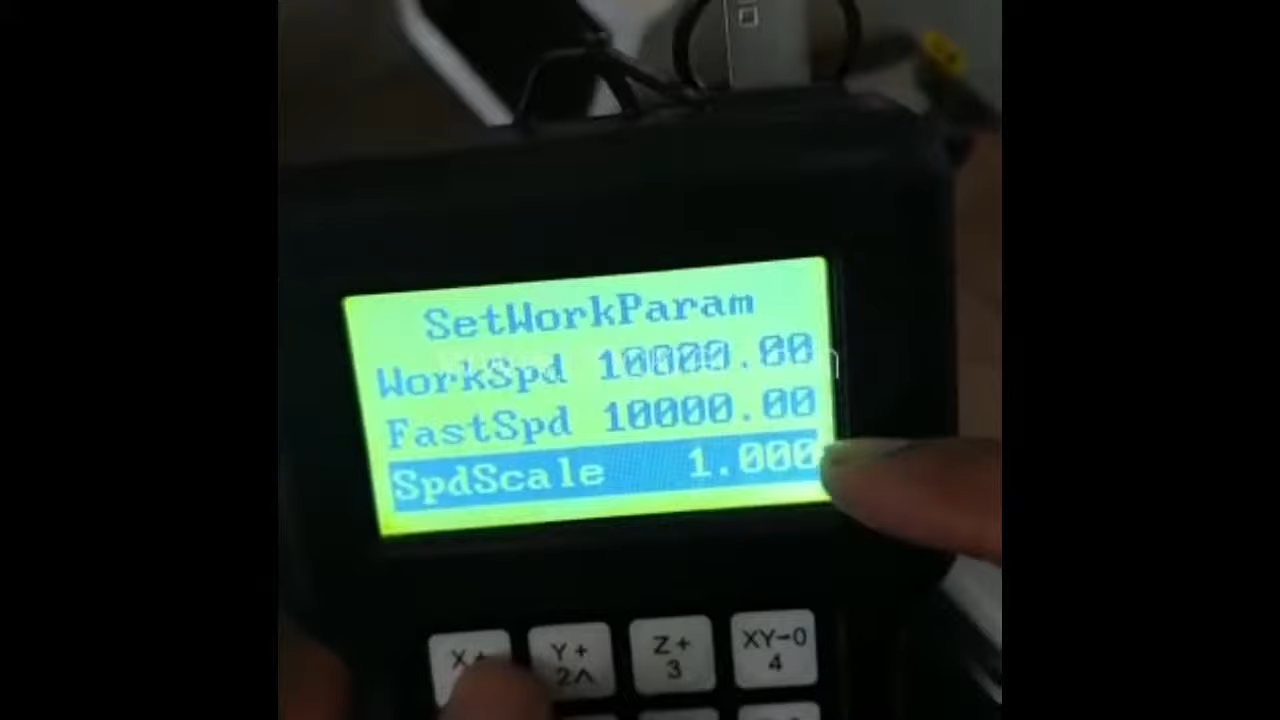 SetWorkParam
WorkSpd 10000.00
FastSpd 10000.00
SpdScale 1.000
X+ Y+ Z+ XY-0
2∧ 3 4